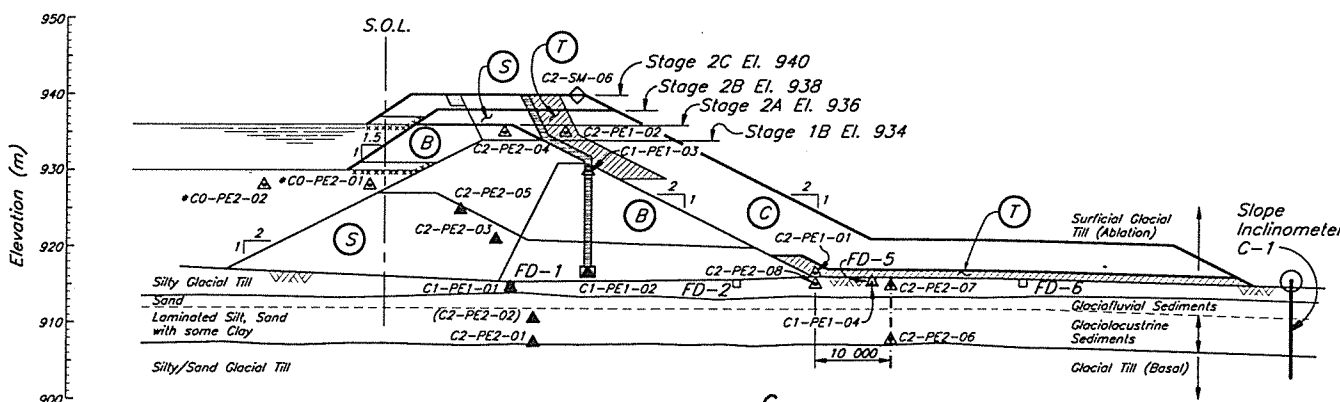 950
940
930
920
910
900
Elevation (m)
S.O.L.
S
T
C2-SM-06
Stage 2C El. 940
Stage 2B El. 938
Stage 2A El. 936
Stage 1B El. 934
B
1.5
1
C2-PE2-04
C2-PE1-02
C1-PE1-03
*C0-PE2-01
*C0-PE2-02
C2-PE2-05
C2-PE2-03
2
1
B
2
1
C
T
S
2
1
C2-PE1-01
FD-5
Surficial Glacial
Till (Ablation)
Slope
Inclinometer
C-1
Silty Glacial Till
FD-1
C1-PE1-01
C1-PE1-02
C2-PE2-08
FD-2
C2-PE2-07
FD-6
Sand
Glaciofluvial Sediments
Laminated Silt, Sand
with some Clay
(C2-PE2-02)
C1-PE1-04
Glaciolacustrine
Sediments
C2-PE2-01
C2-PE2-06
10 000
Silty/Sand Glacial Till
Glacial Till (Basal)